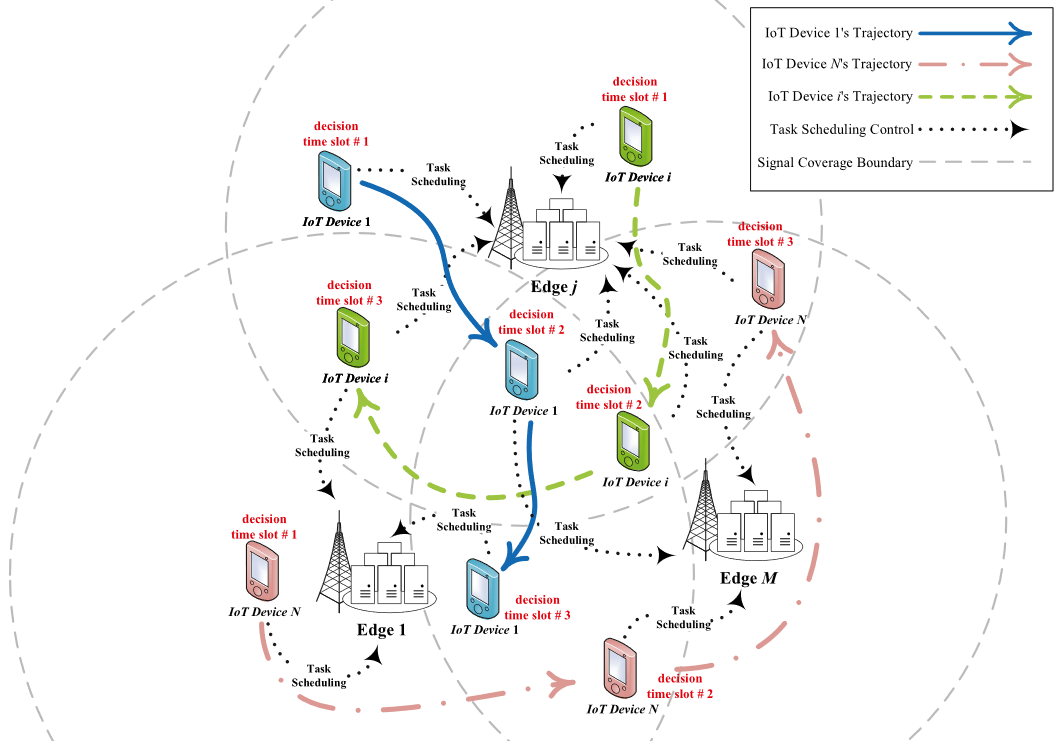 IoT Device 1's Trajectory
IoT Device N's Trajectory
IoT Device i's Trajectory
Task Scheduling Control
Signal Coverage Boundary
decision
time slot # 1
IoT Device i
Task
Scheduling
decision
time slot # 1
IoT Device 1
Task
Scheduling
Edge j
decision
time slot # 3
IoT Device N
Task
Scheduling
decision
time slot # 3
IoT Device i
Task
Scheduling
decision
time slot # 2
IoT Device 1
Task
Scheduling
Task
Scheduling
decision
time slot # 2
IoT Device i
Task
Scheduling
Task
Scheduling
Task
Scheduling
Task
Scheduling
decision
time slot # 1
IoT Device N
Edge 1
decision
time slot # 3
IoT Device 1
Edge M
Task
Scheduling
Task
Scheduling
decision
time slot # 2
IoT Device N